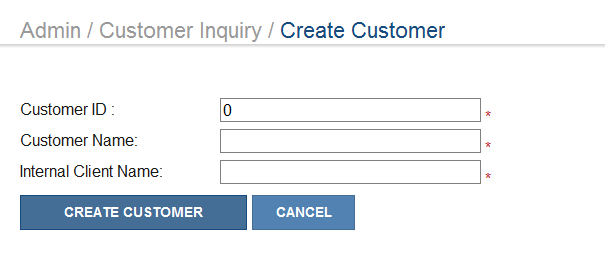 Admin / Customer Inquiry / Create Customer
Customer ID : 0 *
Customer Name: *
Internal Client Name: *
CREATE CUSTOMER CANCEL